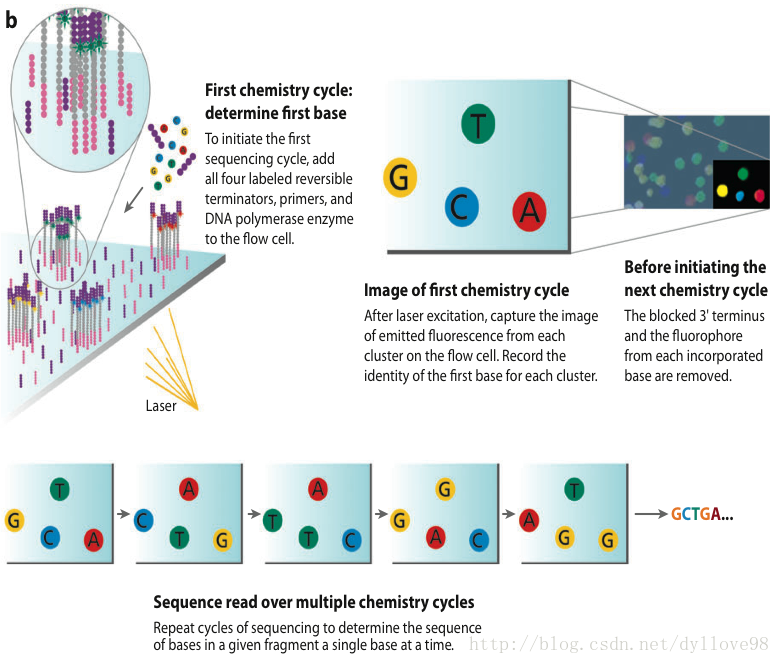 b
First chemistry cycle:
determine first base
To initiate the first
sequencing cycle, add
all four labeled reversible
terminators, primers, and
DNA polymerase enzyme
to the flow cell.
C
G
A
C
T
G
G
T
G
C
A
Image of first chemistry cycle
After laser excitation, capture the image
of emitted fluorescence from each
cluster on the flow cell. Record the
identity of the first base for each cluster.
Before initiating the
next chemistry cycle
The blocked 3' terminus
and the fluorophore
from each incorporated
base are removed.
Laser
T
G
C
A
A
C
T
G
A
T
T
C
G
G
A
C
T
A
G
G
GCTGA...
Sequence read over multiple chemistry cycles
Repeat cycles of sequencing to determine the sequence
of bases in a given fragment a single base at a time.
http://blog.csdn.net/dyllove98